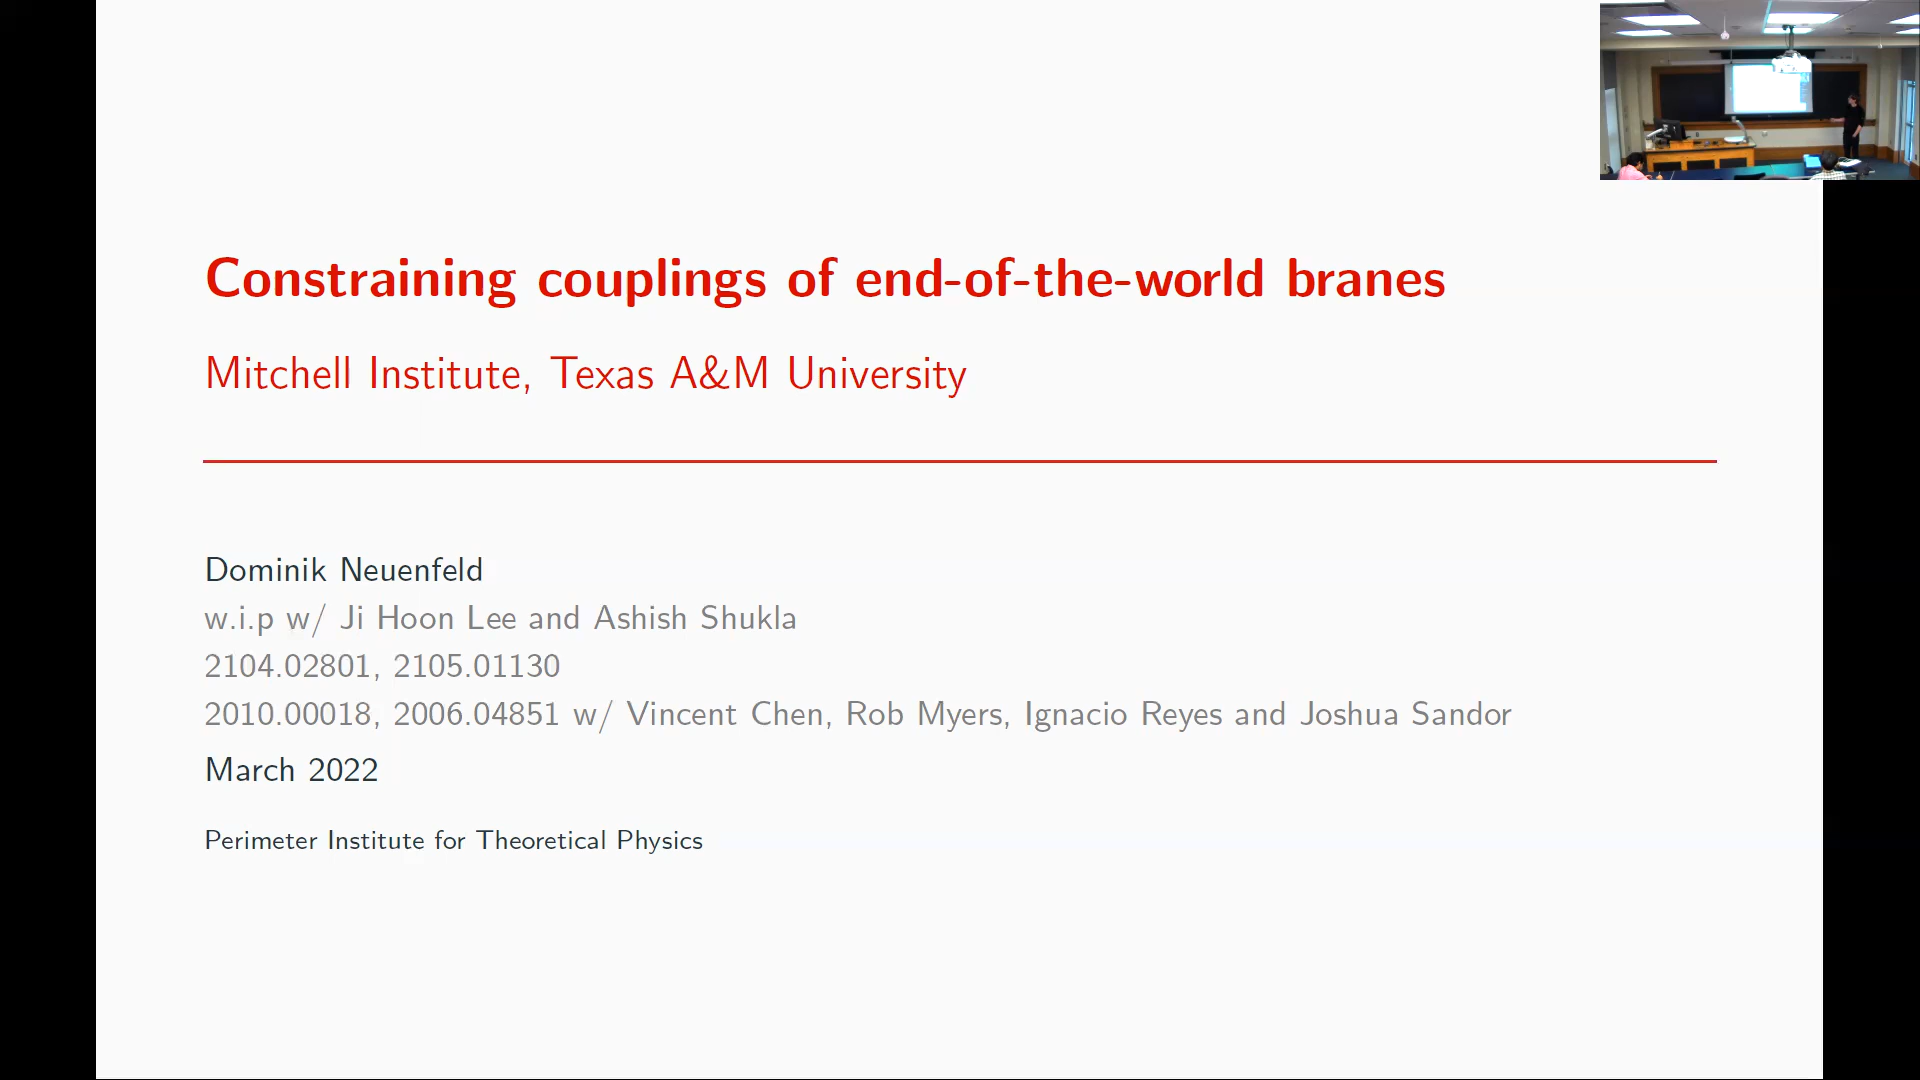 Constraining couplings of end-of-the-world branes
Mitchell Institute, Texas A&M University
Dominik Neuenfeld
w.i.p w/ Ji Hoon Lee and Ashish Shukla
2104.02801, 2105.01130
2010.00018, 2006.04851 w/ Vincent Chen, Rob Myers, Ignacio Reyes and Joshua Sandor
March 2022
Perimeter Institute for Theoretical Physics